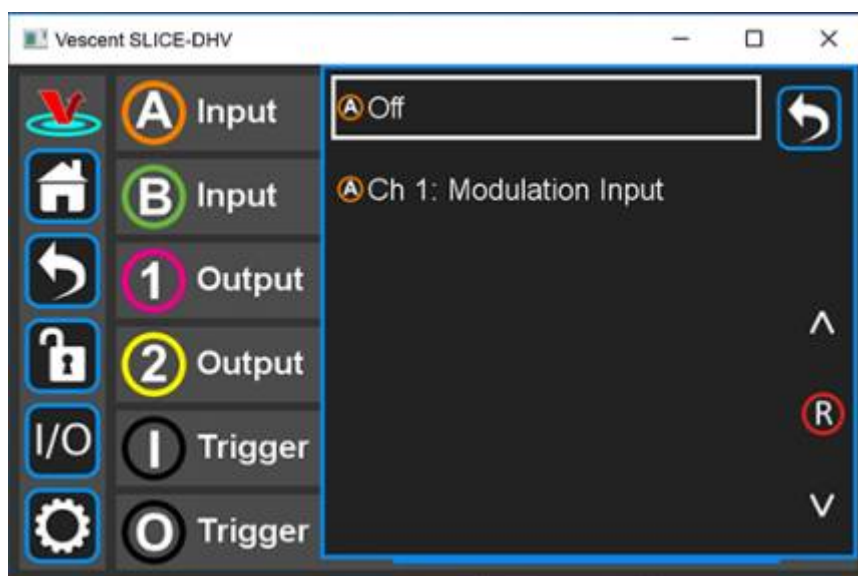 Vescent SLICE-DHV
A Input
B Input
1 Output
2 Output
I/O
I Trigger
O Trigger
A Off
A Ch 1: Modulation Input
R